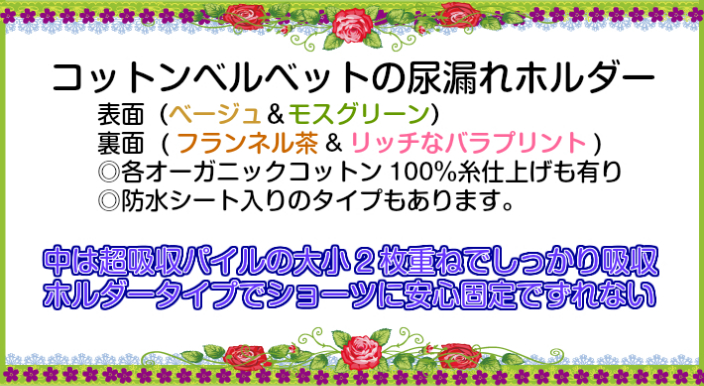 コットンベルベットの尿漏れホルダー
表面（ベージュ＆モスグリーン）
裏面 ( フランネル茶 & リッチなバラプリント )
◎各オーガニックコットン 100%糸仕上げも有り
◎防水シート入りのタイプもあります。
中は超吸収パイルの大小２枚重ねでしっかり吸収
ホルダータイプでショーツに安心固定でずれない